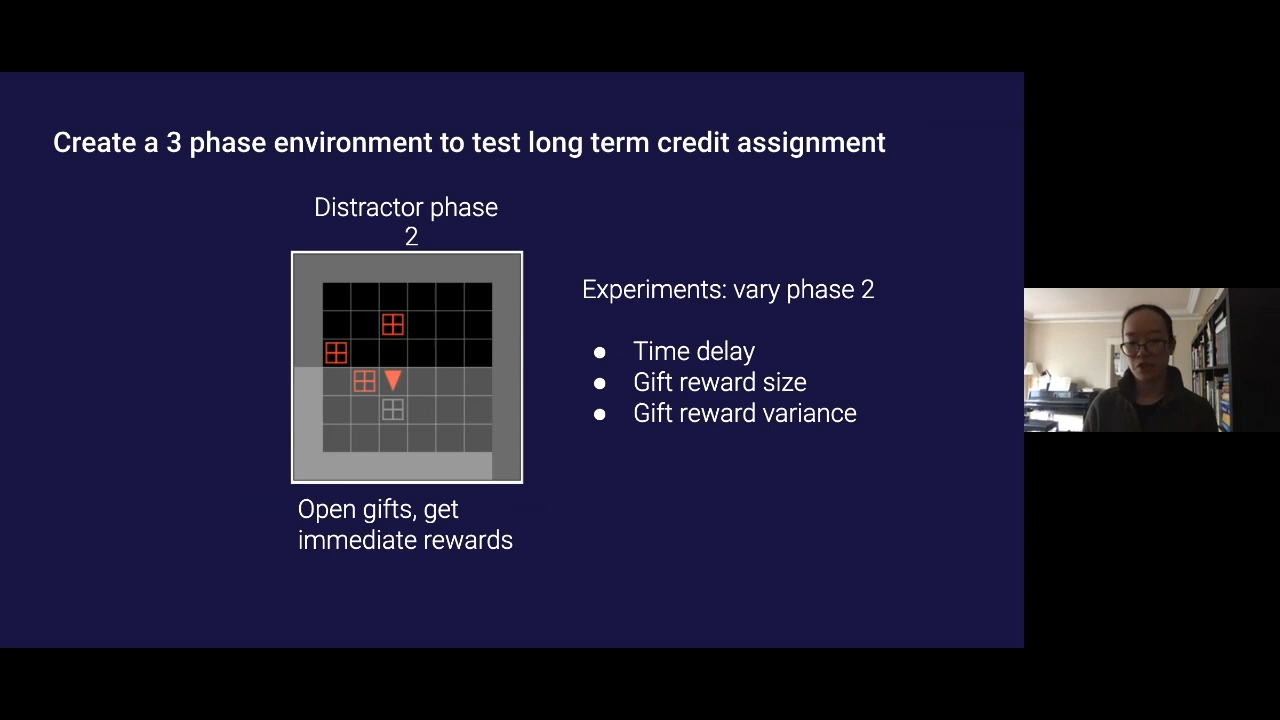 Create a 3 phase environment to test long term credit assignment
Distractor phase
2
Open gifts, get
immediate rewards
Experiments: vary phase 2
● Time delay
● Gift reward size
● Gift reward variance